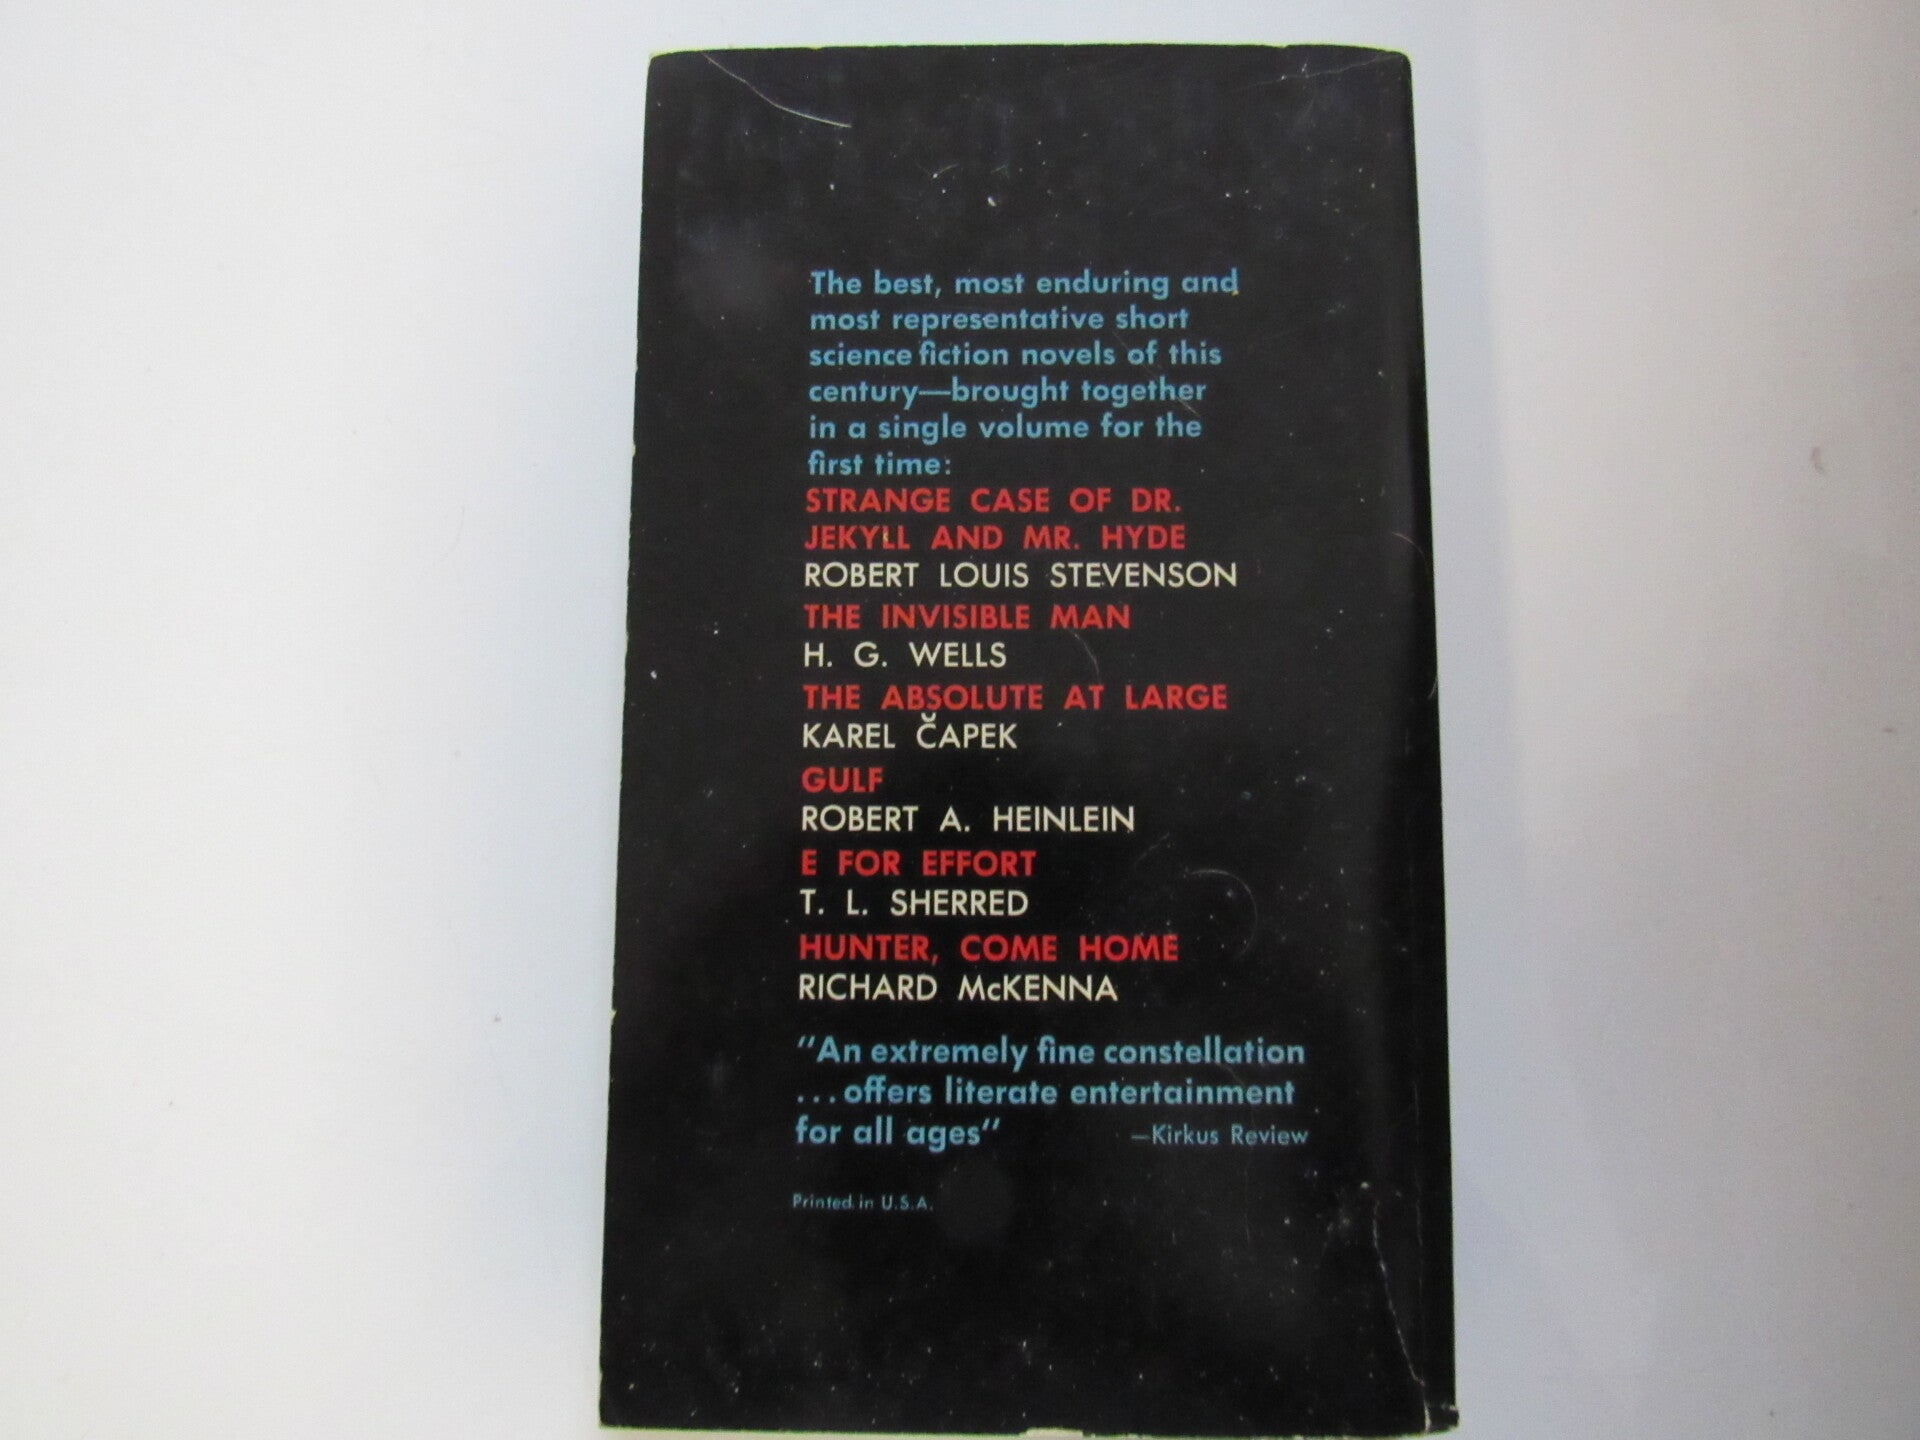 The best, most enduring and
most representative short
science fiction novels of this
century—brought together
in a single volume for the
first time:
STRANGE CASE OF DR.
JEKYLL AND MR. HYDE
ROBERT LOUIS STEVENSON
THE INVISIBLE MAN
H. G. WELLS
THE ABSOLUTE AT LARGE
KAREL ČAPEK
GULF
ROBERT A. HEINLEIN
E FOR EFFORT
T. L. SHERRED
HUNTER, COME HOME
RICHARD McKENNA
"An extremely fine constellation
...offers literate entertainment
for all ages" —Kirkus Review
Printed in U.S.A.